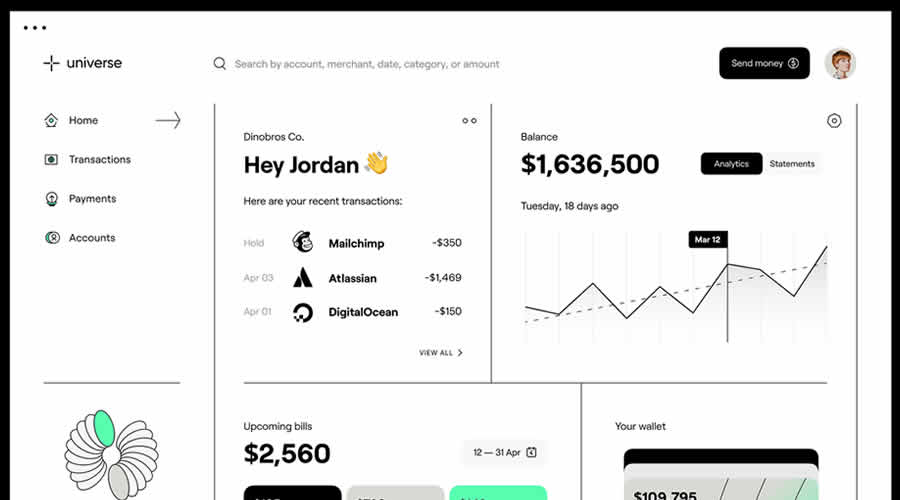 universe
Search by account, merchant, date, category, or amount
Send money
Home
Transactions
Payments
Accounts
Dinobros Co.
Hey Jordan 👋
Here are your recent transactions:
Hold Mailchimp -$350
Apr 03 Atlassian -$1,469
Apr 01 DigitalOcean -$150
VIEW ALL
Balance
$1,636,500
Analytics Statements
Tuesday, 18 days ago
Mar 12
Upcoming bills
$2,560
12 — 31 Apr
Your wallet
$109,795